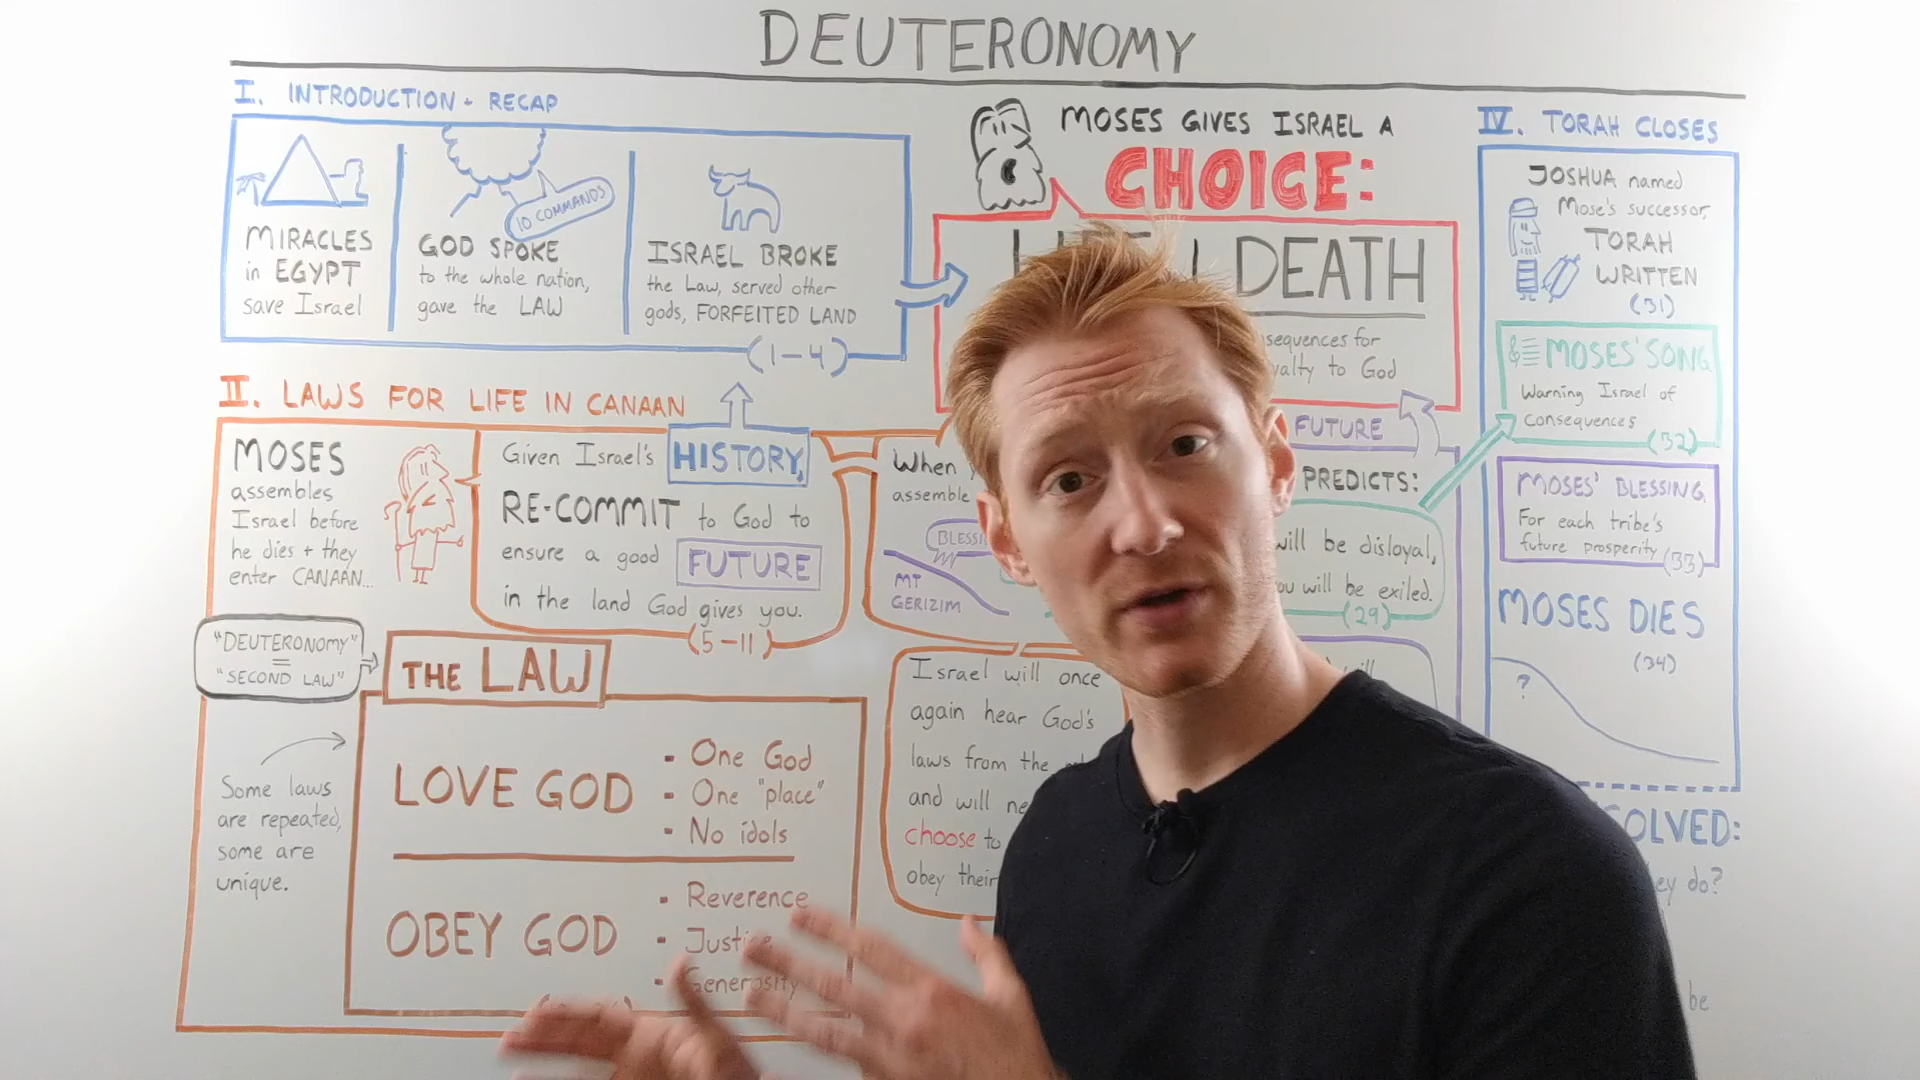 DEUTERONOMY
I. INTRODUCTION + RECAP
10 COMMANDS
MIRACLES
in EGYPT
save Israel
GOD SPOKE
to the whole nation,
gave the LAW
ISRAEL BROKE
the Law, served other
gods, FORFEITED LAND
(1-4)
MOSES GIVES ISRAEL A
CHOICE:
DEATH
for
to God
II. LAWS FOR LIFE IN CANAAN
MOSES
assembles
Israel before
he dies + they
enter CANAAN...
Given Israel's HISTORY,
RE-COMMIT to God to
ensure a good FUTURE
in the land God gives you.
(5-11)
"DEUTERONOMY"
=
"SECOND LAW"
THE LAW
Some laws
are repeated,
some are
unique.
LOVE GOD
- One God
- One "place"
- No idols
OBEY GOD
- Reverence
- Justice
- Generosity
When
assemble
MT
GERIZIM
FUTURE
PREDICTS:
will be disloyal,
will be exiled.
(29)
Israel will once
again hear God's
laws from the
and will
choose to
obey their
will
IV. TORAH CLOSES
JOSHUA named
Mose's successor,
TORAH
WRITTEN
(31)
MOSES' SONG
Warning Israel of
consequences
(32)
MOSES' BLESSING
For each tribe's
future prosperity
(33)
MOSES DIES
(34)
?
do?
be